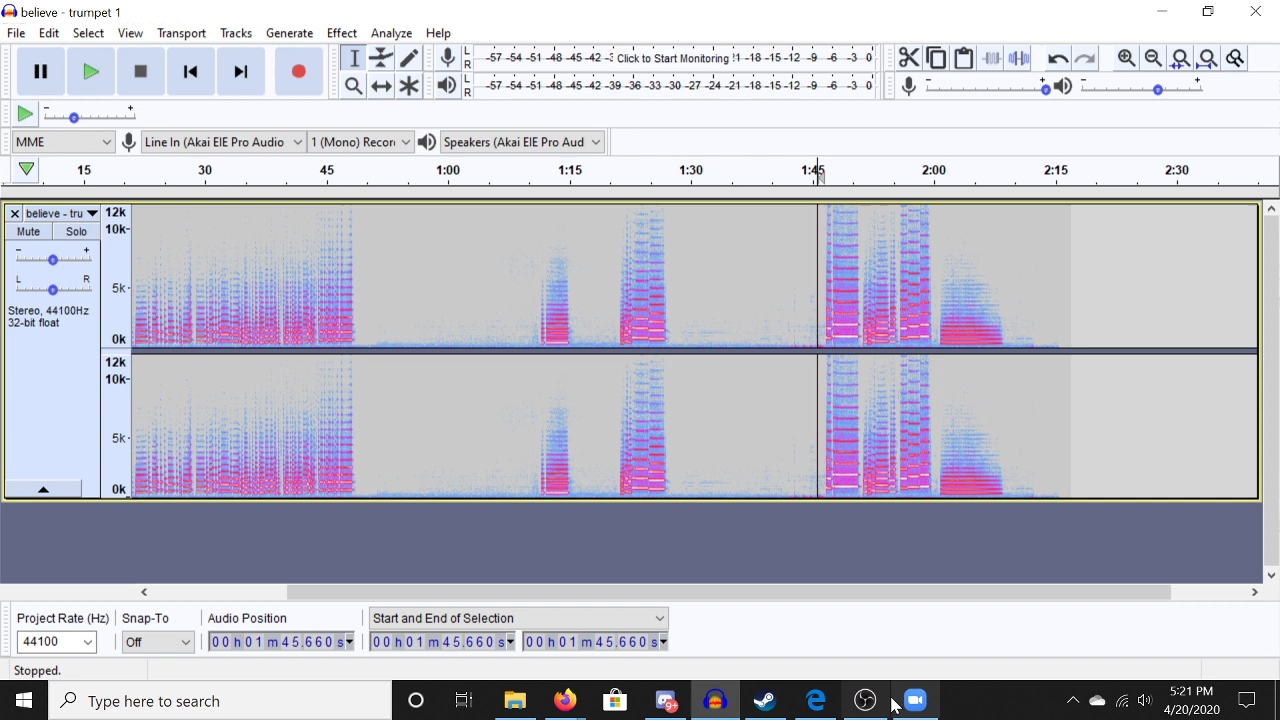 believe - trumpet 1
File Edit Select View Transport Tracks Generate Effect Analyze Help
L
R
-57 -54 -51 -48 -45 -42 -3 Click to Start Monitoring !1 -18 -15 -12 -9 -6 -3 0
L
R
-57 -54 -51 -48 -45 -42 -39 -36 -33 -30 -27 -24 -21 -18 -15 -12 -9 -6 -3 0
- +
- +
- +
MME Line In (Akai EIE Pro Audio 1 (Mono) Recor Speakers (Akai EIE Pro Aud
15 30 45 1:00 1:15 1:30 1:45 2:00 2:15 2:30
believe - tru
Mute Solo
- +
L R
Stereo, 44100Hz
32-bit float
12k
10k
5k
0k
12k
10k
5k
0k
Project Rate (Hz) Snap-To Audio Position Start and End of Selection
44100 Off 00 h 01 m 45.660 s 00 h 01 m 45.660 s 00 h 01 m 45.660 s
Stopped.
Type here to search
9+
5:21 PM
4/20/2020